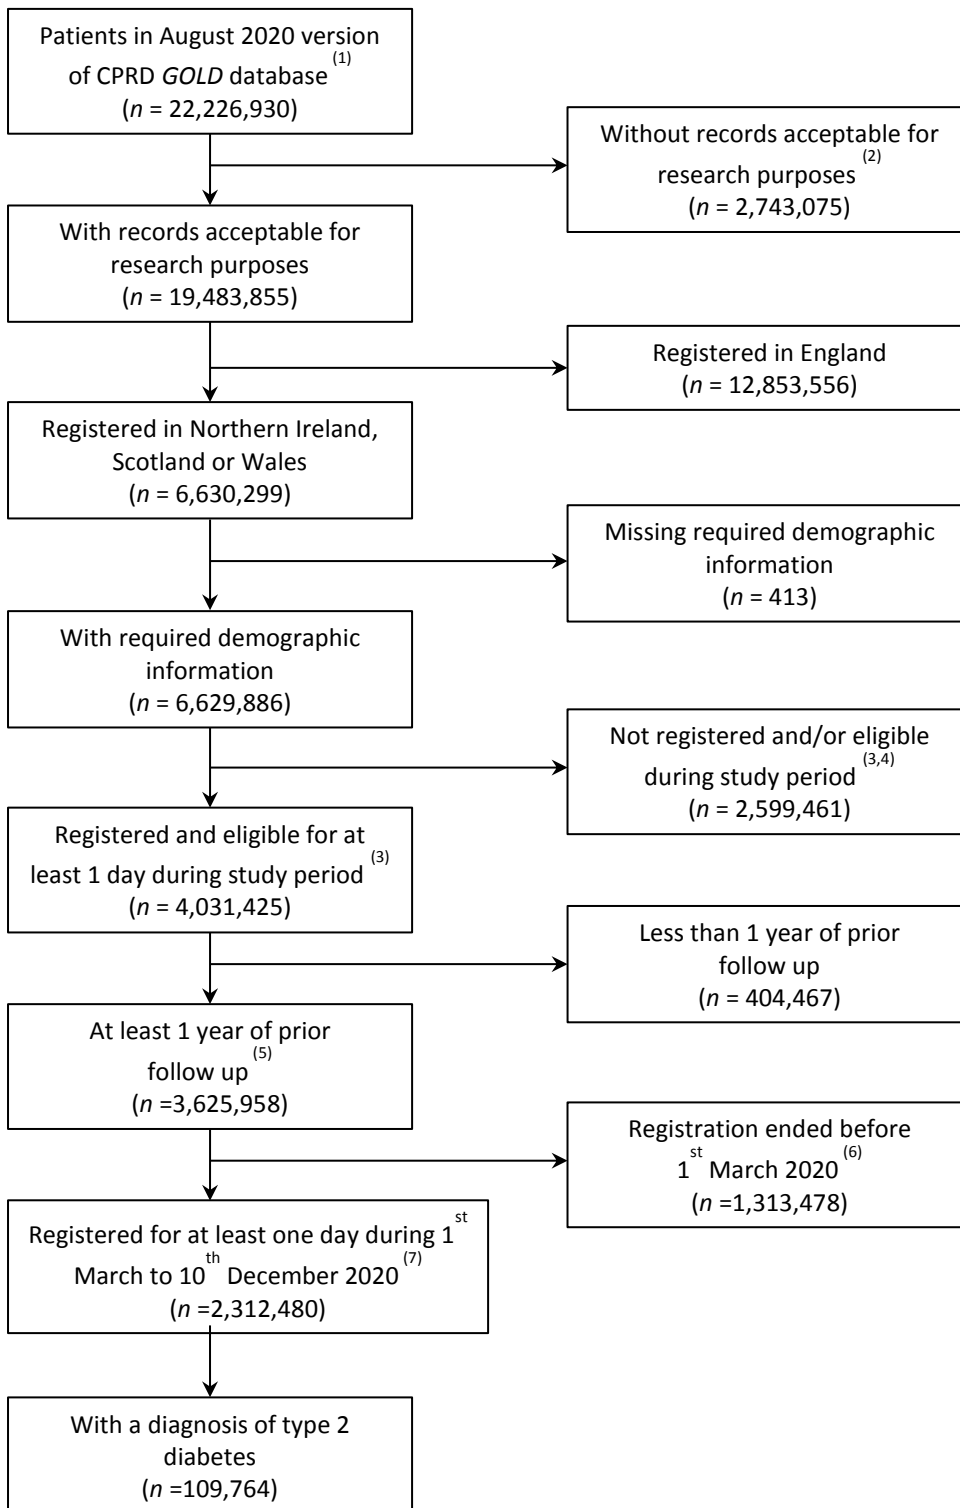 Patients in August 2020 version
of CPRD GOLD database (1)
(n = 22,226,930)
Without records acceptable for
research purposes (2)
(n = 2,743,075)
With records acceptable for
research purposes
(n = 19,483,855)
Registered in England
(n = 12,853,556)
Registered in Northern Ireland,
Scotland or Wales
(n = 6,630,299)
Missing required demographic
information
(n = 413)
With required demographic
information
(n = 6,629,886)
Not registered and/or eligible
during study period (3,4)
(n = 2,599,461)
Registered and eligible for at
least 1 day during study period (3)
(n = 4,031,425)
Less than 1 year of prior
follow up
(n = 404,467)
At least 1 year of prior
follow up (5)
(n =3,625,958)
Registration ended before
1st March 2020 (6)
(n =1,313,478)
Registered for at least one day during 1st
March to 10th December 2020 (7)
(n =2,312,480)
With a diagnosis of type 2
diabetes
(n =109,764)